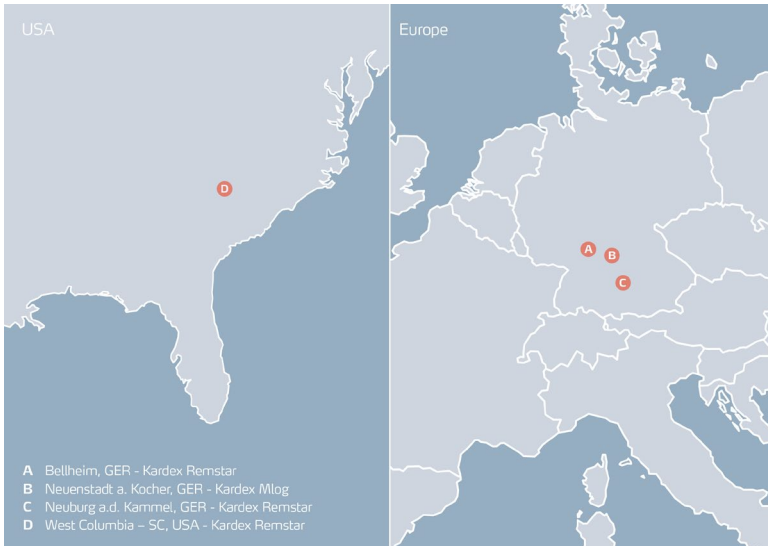 USA
Europe
D
A
B
C
A Bellheim, GER - Kardex Remstar
B Neuenstadt a. Kocher, GER - Kardex Mlog
C Neuburg a.d. Kammel, GER - Kardex Remstar
D West Columbia – SC, USA - Kardex Remstar